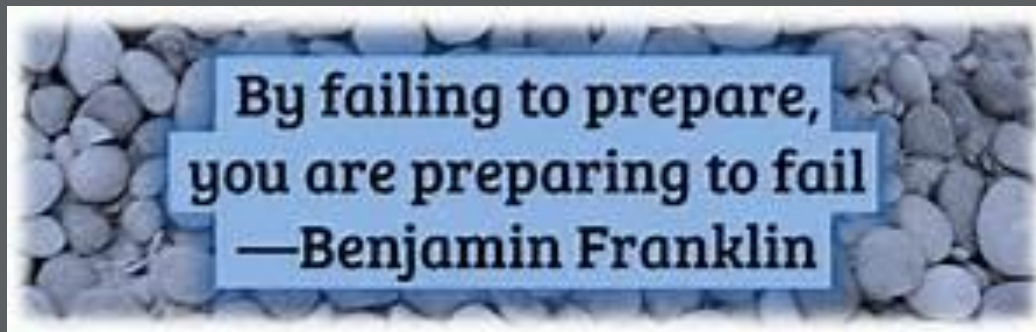 By failing to prepare,
you are preparing to fail
—Benjamin Franklin